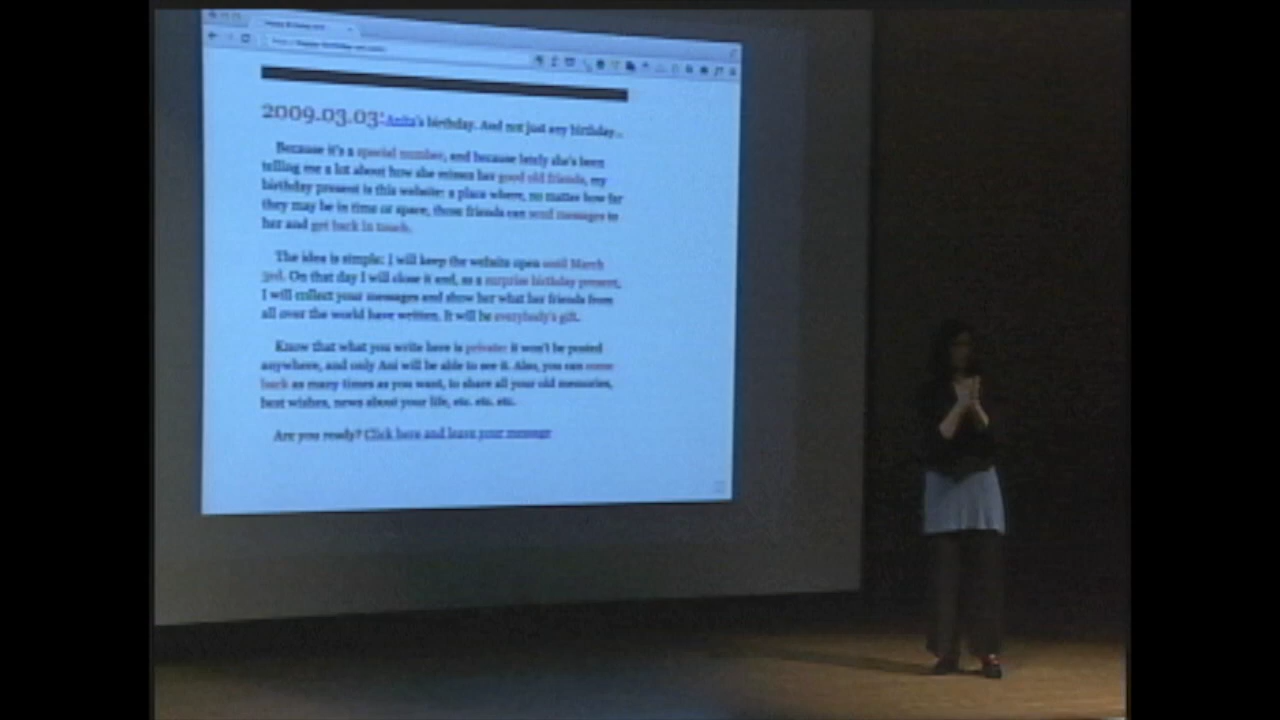 2009.03.03: Anita's birthday. And not just any birthday...
Because it's a special number, and because lately she's been
telling me a lot about how she misses her good old friends, my
birthday present is this website: a place where, no matter how far
they may be in time or space, those friends can send messages to
her and get back in touch.
The idea is simple: I will keep the website open until March
3rd. On that day I will close it and, as a surprise birthday present,
I will collect your messages and show her what her friends from
all over the world have written. It will be everybody's gift.
Know that what you write here is private: it won't be posted
anywhere, and only Ani will be able to see it. Also, you can come
back as many times as you want, to share all your old memories,
best wishes, news about your life, etc. etc. etc.
Are you ready? Click here and leave your message